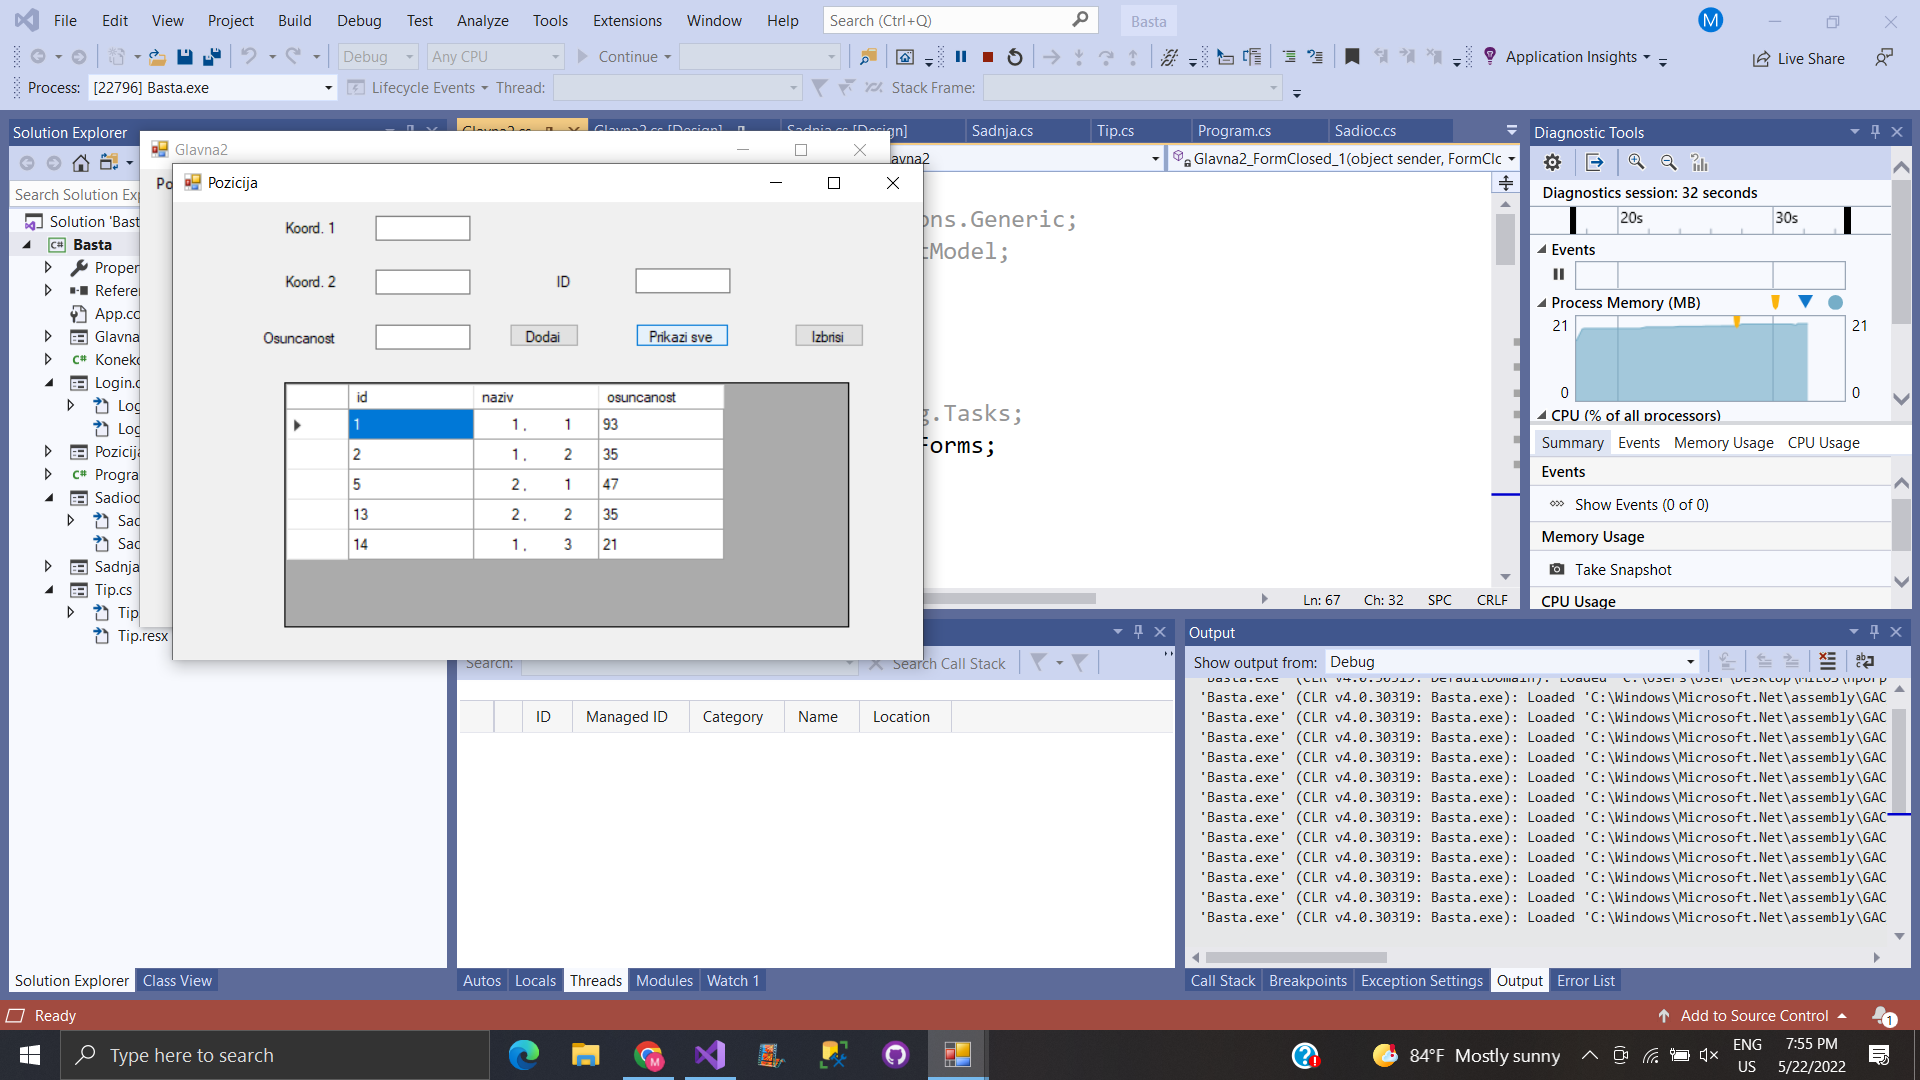 File Edit View Project Build Debug Test Analyze Tools Extensions Window Help Search (Ctrl+Q) Basta M
Debug Any CPU Continue Application Insights Live Share
Process: [22796] Basta.exe Lifecycle Events Thread: Stack Frame:
Solution Explorer
Search Solution Ex
Solution 'Bast
Basta
Proper
Refere
App.co
Glavna
Konekc
Login.c
Log
Log
Pozicija
Progra
Sadioc
Sad
Sad
Sadnja
Tip.cs
Tip
Tip.resx
Solution Explorer Class View
Glavna2
Po
Pozicija
Koord. 1
Koord. 2 ID
Osuncanost Dodai Prikazi sve Izbrisi
id naziv osuncanost
1 1 , 1 93
2 1 , 2 35
5 2 , 1 47
13 2 , 2 35
14 1 , 3 21
Glavna2.cs Glavna2.cs [Design] Sadnja.cs [Design] Sadnja.cs Tip.cs Program.cs Sadioc.cs
avna2 Glavna2_FormClosed_1(object sender, FormClc
ons.Generic;
tModel;
g.Tasks;
Forms;
Ln: 67 Ch: 32 SPC CRLF
Search: Search Call Stack
ID Managed ID Category Name Location
Autos Locals Threads Modules Watch 1
Diagnostic Tools
Diagnostics session: 32 seconds
20s 30s
Events
Process Memory (MB)
21 21
0 0
CPU (% of all processors)
Summary Events Memory Usage CPU Usage
Events
Show Events (0 of 0)
Memory Usage
Take Snapshot
CPU Usage
Output
Show output from: Debug
'Basta.exe' (CLR v4.0.30319: DefaultDomain): Loaded 'C:\Users\User\Desktop\MILOS\nporp
'Basta.exe' (CLR v4.0.30319: Basta.exe): Loaded 'C:\Windows\Microsoft.Net\assembly\GAC
'Basta.exe' (CLR v4.0.30319: Basta.exe): Loaded 'C:\Windows\Microsoft.Net\assembly\GAC
'Basta.exe' (CLR v4.0.30319: Basta.exe): Loaded 'C:\Windows\Microsoft.Net\assembly\GAC
'Basta.exe' (CLR v4.0.30319: Basta.exe): Loaded 'C:\Windows\Microsoft.Net\assembly\GAC
'Basta.exe' (CLR v4.0.30319: Basta.exe): Loaded 'C:\Windows\Microsoft.Net\assembly\GAC
'Basta.exe' (CLR v4.0.30319: Basta.exe): Loaded 'C:\Windows\Microsoft.Net\assembly\GAC
'Basta.exe' (CLR v4.0.30319: Basta.exe): Loaded 'C:\Windows\Microsoft.Net\assembly\GAC
'Basta.exe' (CLR v4.0.30319: Basta.exe): Loaded 'C:\Windows\Microsoft.Net\assembly\GAC
'Basta.exe' (CLR v4.0.30319: Basta.exe): Loaded 'C:\Windows\Microsoft.Net\assembly\GAC
'Basta.exe' (CLR v4.0.30319: Basta.exe): Loaded 'C:\Windows\Microsoft.Net\assembly\GAC
'Basta.exe' (CLR v4.0.30319: Basta.exe): Loaded 'C:\Windows\Microsoft.Net\assembly\GAC
'Basta.exe' (CLR v4.0.30319: Basta.exe): Loaded 'C:\Windows\Microsoft.Net\assembly\GAC
Call Stack Breakpoints Exception Settings Output Error List
Ready Add to Source Control 1
Type here to search 84°F Mostly sunny ENG US 7:55 PM 5/22/2022